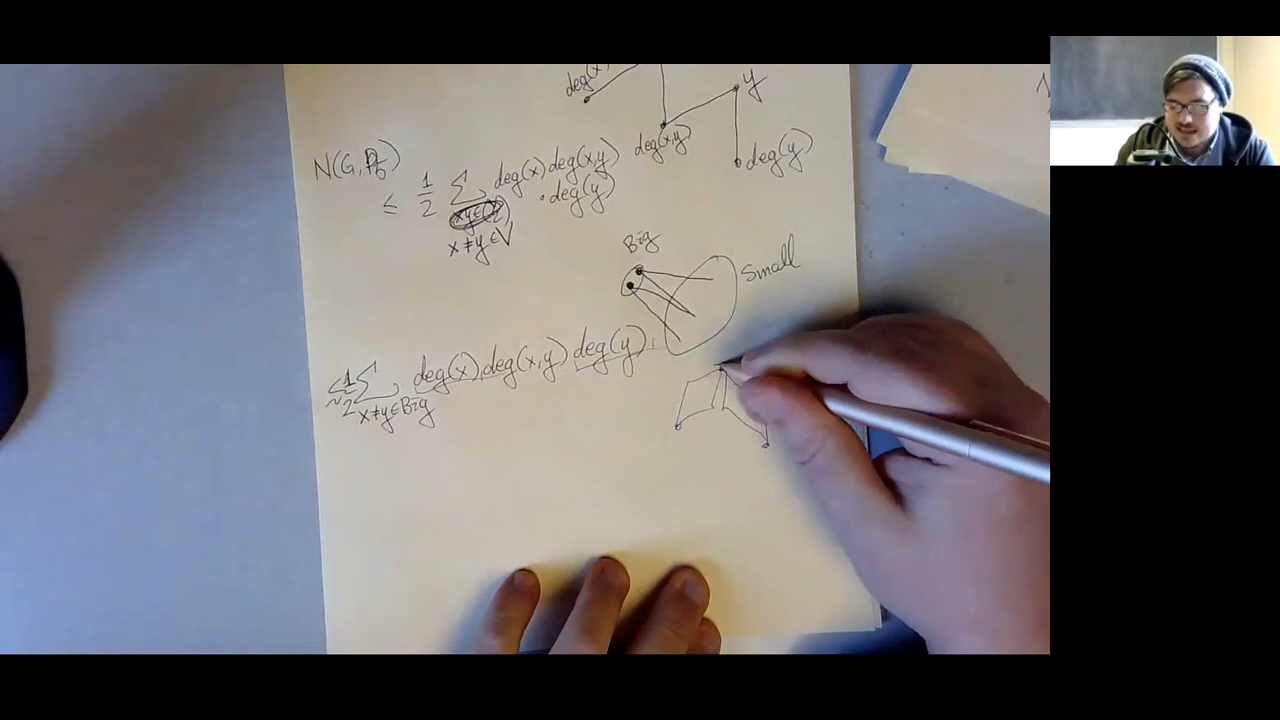 deg(x)
y
deg(x,y)
deg(y)
N(G,P₅)
≤ 1/2 Σ deg(x) deg(x,y)
· deg(y)
x≠y∈V
Big
Small
≲ 1/2 Σ deg(x) deg(x,y) deg(y)
x≠y∈Big